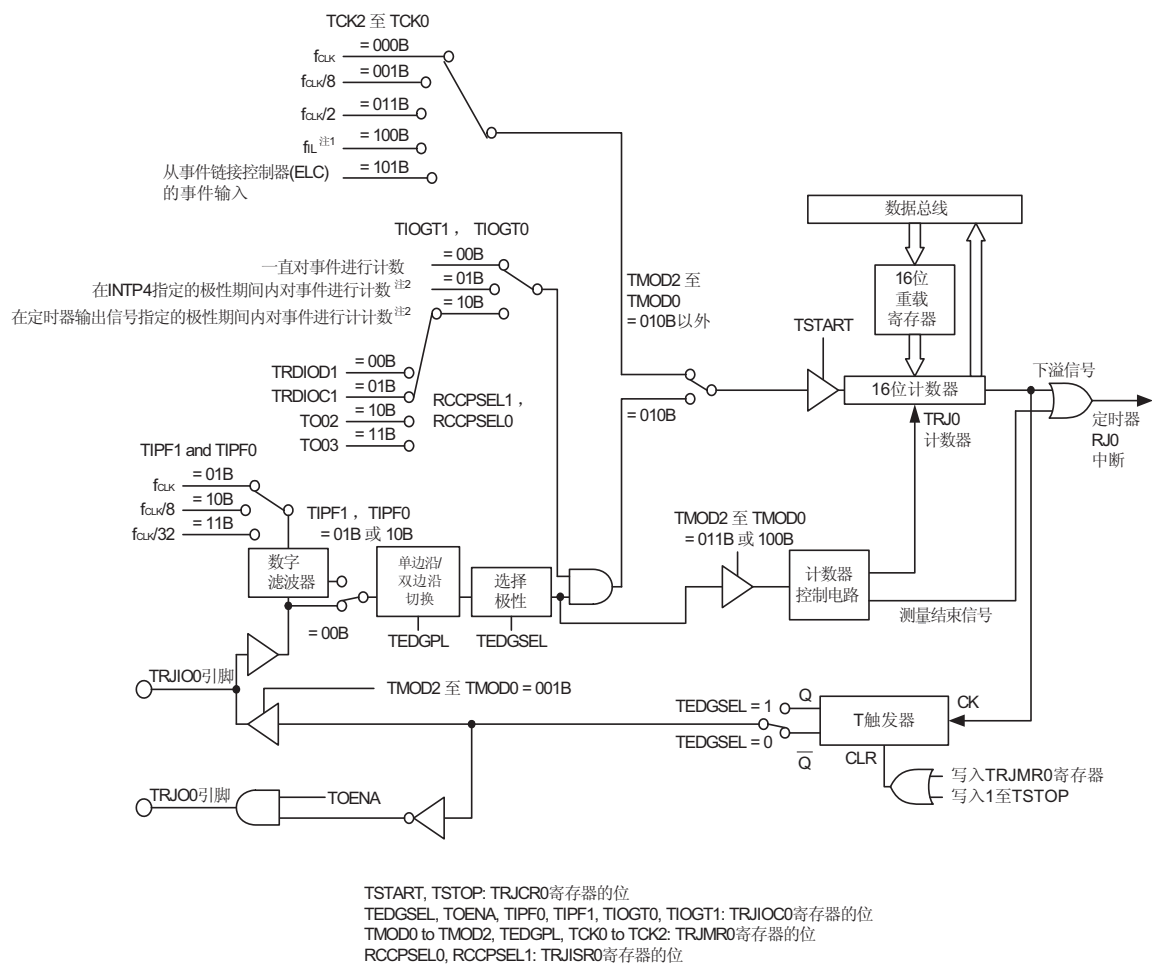 TCK2 至 TCK0
fCLK = 000B
fCLK/8 = 001B
fCLK/2 = 011B
fIL 注1 = 100B
从事件链接控制器(ELC) = 101B
的事件输入
TIOGT1， TIOGT0
一直对事件进行计数 = 00B
在INTP4指定的极性期间内对事件进行计数 注2 = 01B
在定时器输出信号指定的极性期间内对事件进行计计数 注2 = 10B
TRDIOD1 = 00B
TRDIOC1 = 01B
TO02 = 10B
TO03 = 11B
RCCPSEL1，
RCCPSEL0
TMOD2 至
TMOD0
= 010B以外
= 010B
TSTART
数据总线
16位
重载
寄存器
16位计数器
下溢信号
TRJ0
计数器
定时器
RJ0
中断
TIPF1 and TIPF0
fCLK = 01B
fCLK/8 = 10B
fCLK/32 = 11B
数字
滤波器
TIPF1， TIPF0
= 01B 或 10B
= 00B
单边沿/
双边沿
切换
TEDGPL
选择
极性
TEDGSEL
TMOD2 至 TMOD0
= 011B 或 100B
计数器
控制电路
测量结束信号
TRJIO0引脚
TMOD2 至 TMOD0 = 001B
TEDGSEL = 1
TEDGSEL = 0
Q
Q
T触发器
CK
CLR
写入TRJMR0寄存器
写入1至TSTOP
TRJO0引脚
TOENA
TSTART, TSTOP: TRJCR0寄存器的位
TEDGSEL, TOENA, TIPF0, TIPF1, TIOGT0, TIOGT1: TRJIOC0寄存器的位
TMOD0 to TMOD2, TEDGPL, TCK0 to TCK2: TRJMR0寄存器的位
RCCPSEL0, RCCPSEL1: TRJISR0寄存器的位